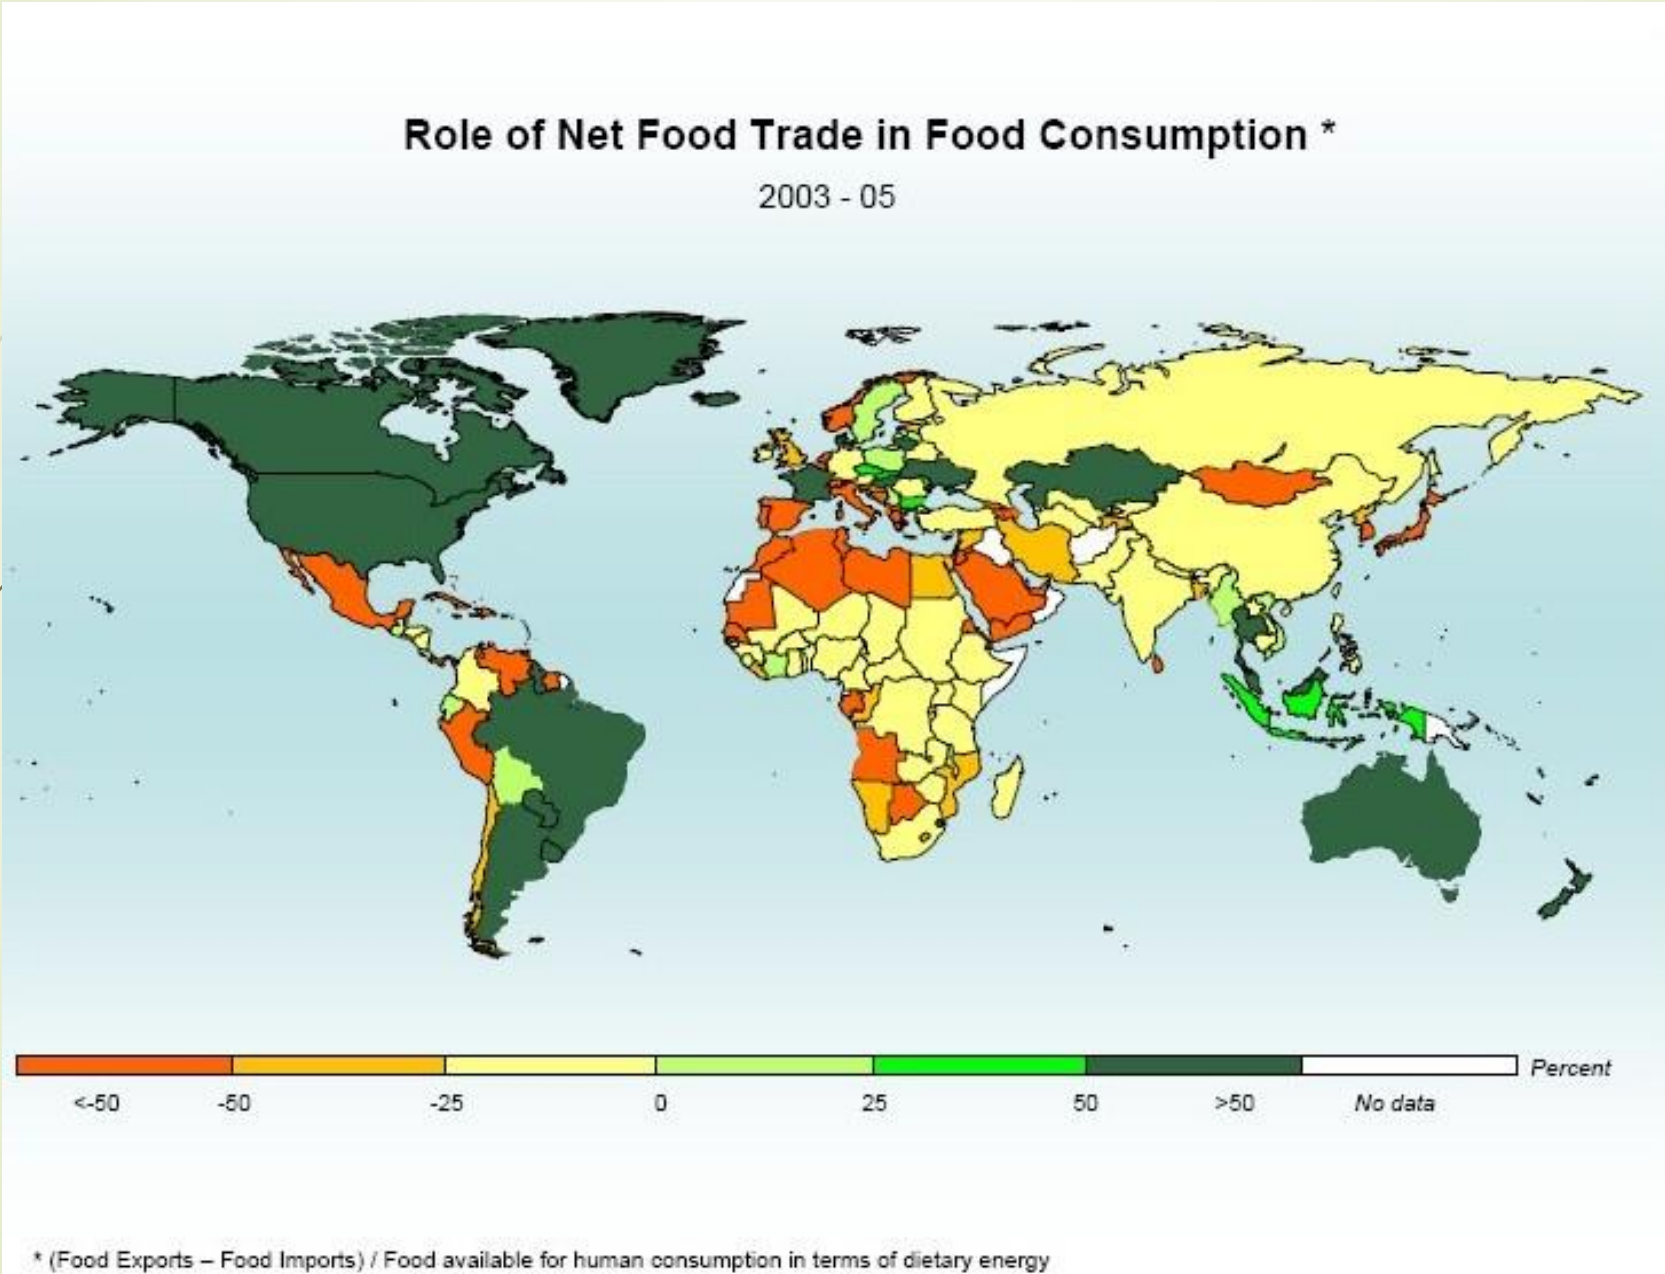 Role of Net Food Trade in Food Consumption *
2003 - 05
Percent
<-50 -50 -25 0 25 50 >50 No data
* (Food Exports – Food Imports) / Food available for human consumption in terms of dietary energy